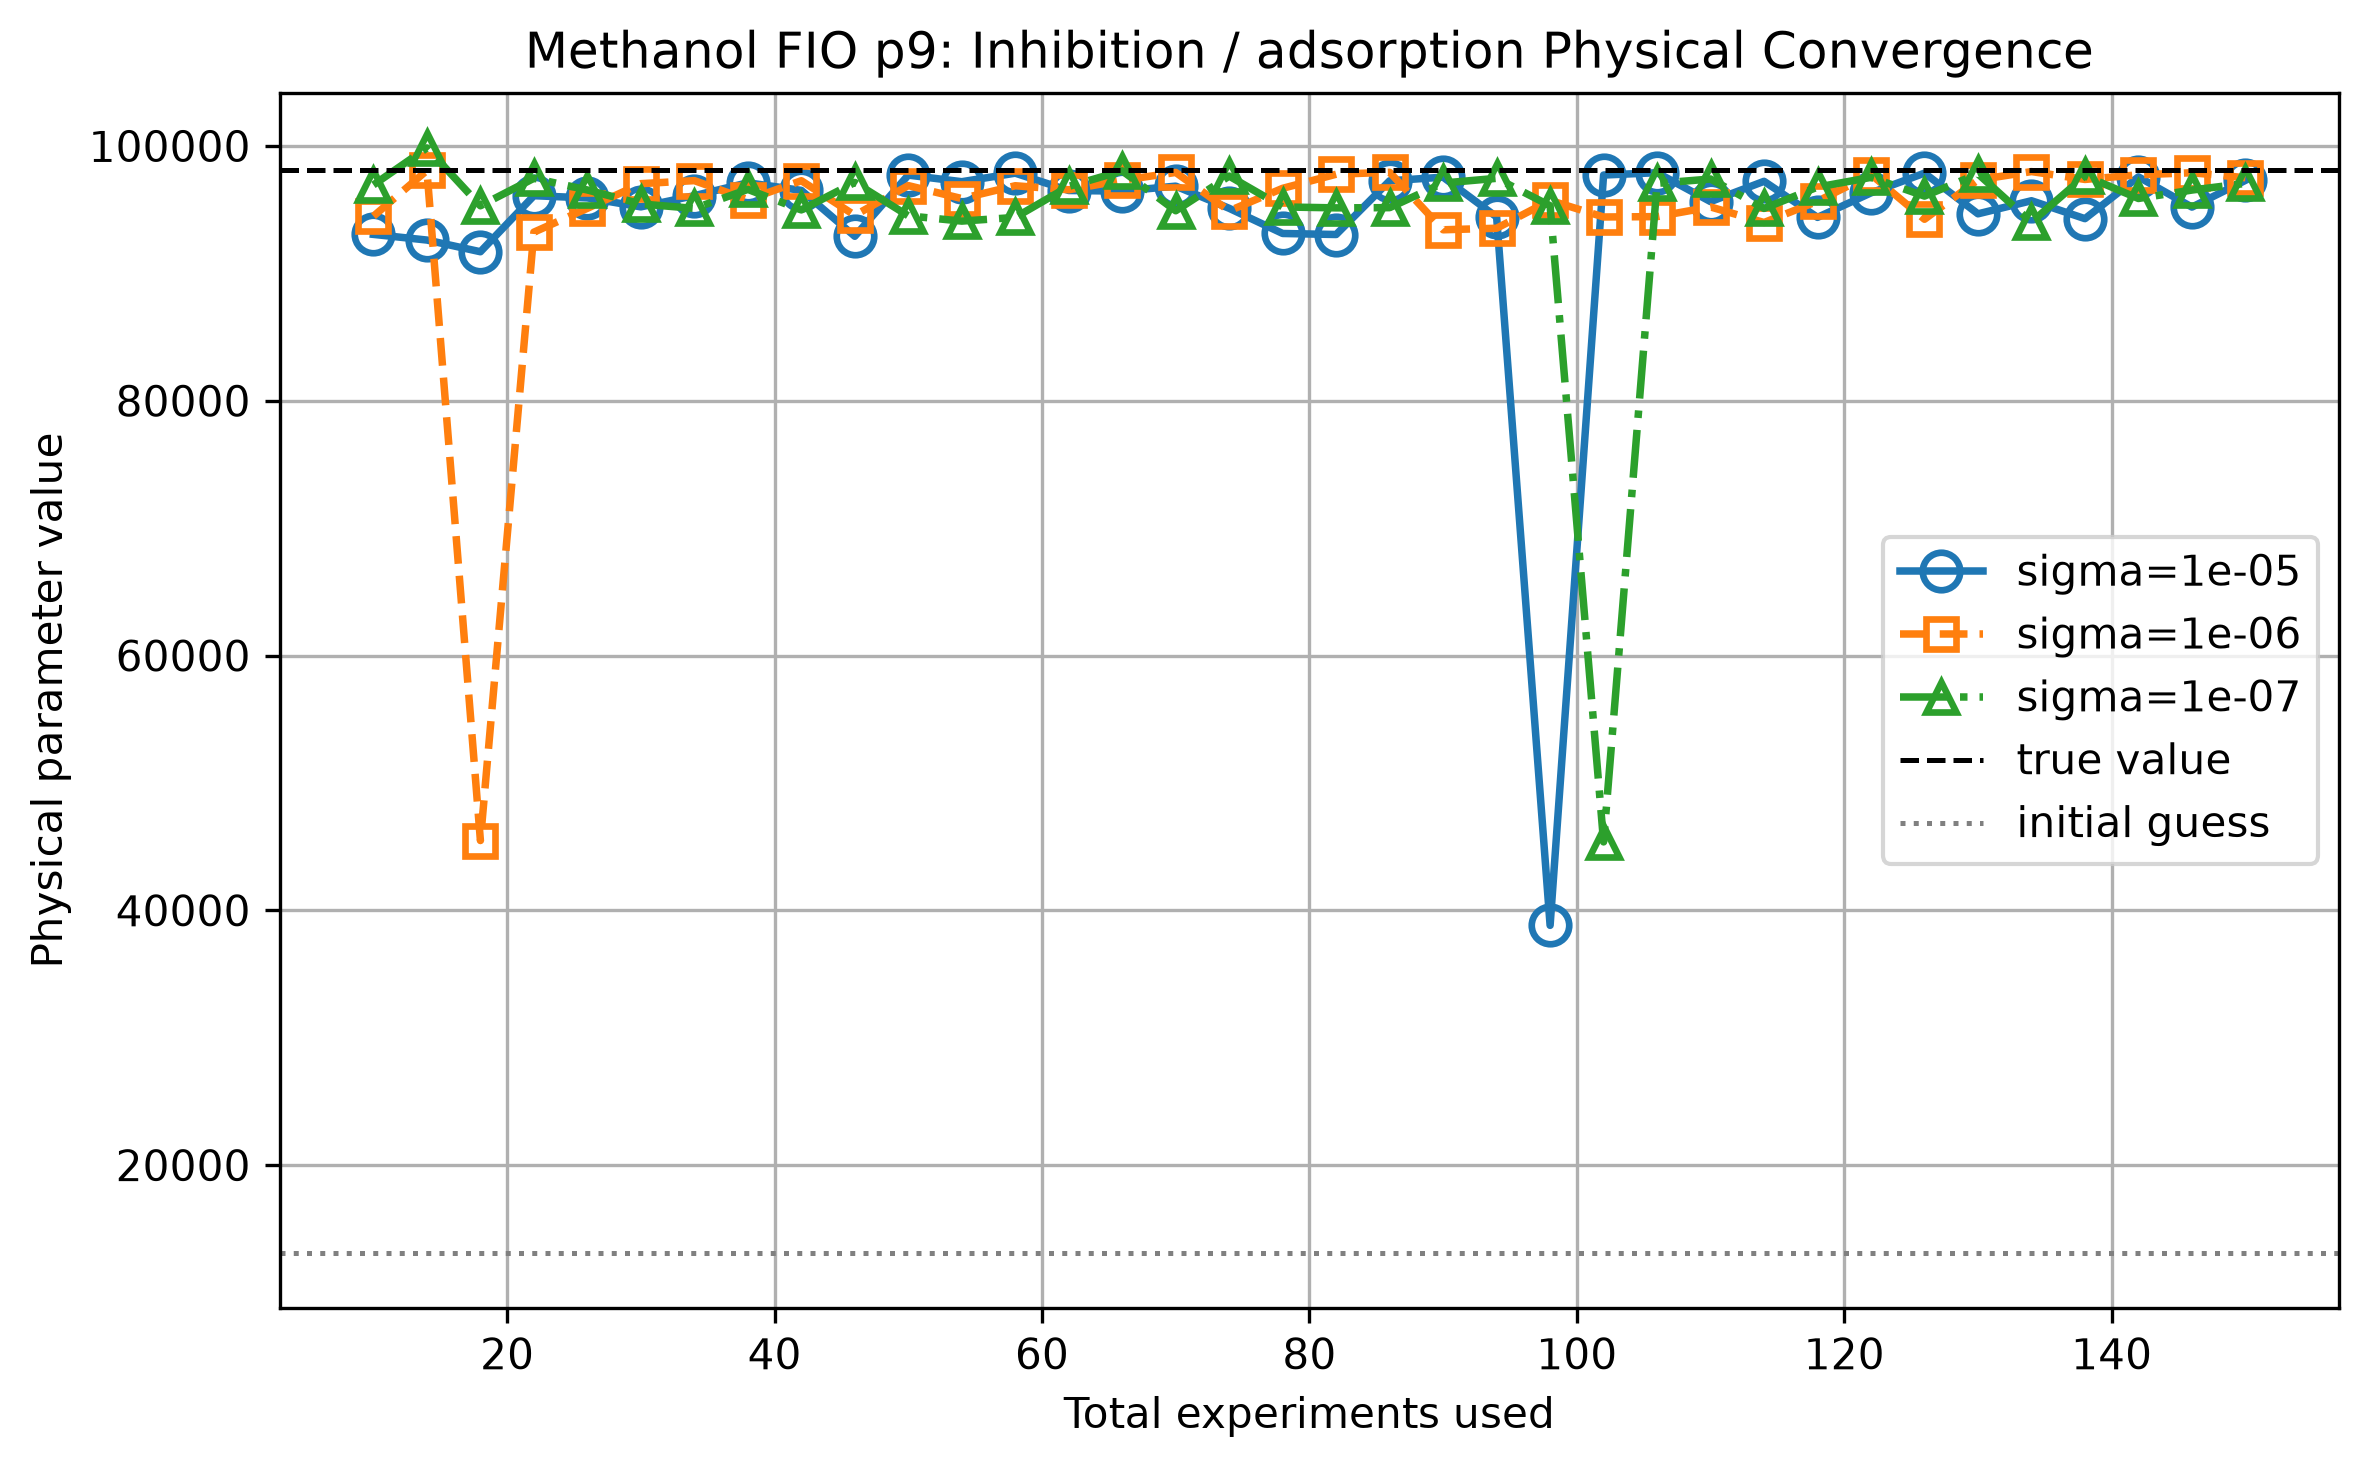 Methanol FIO p9: Inhibition / adsorption Physical Convergence
Physical parameter value
100000
80000
60000
40000
20000
sigma=1e-05
sigma=1e-06
sigma=1e-07
true value
initial guess
20 40 60 80 100 120 140
Total experiments used